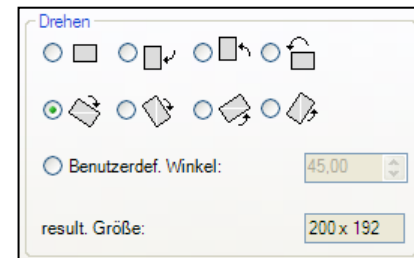 Drehen
Benutzerdef. Winkel: 45,00
result. Größe: 200 x 192